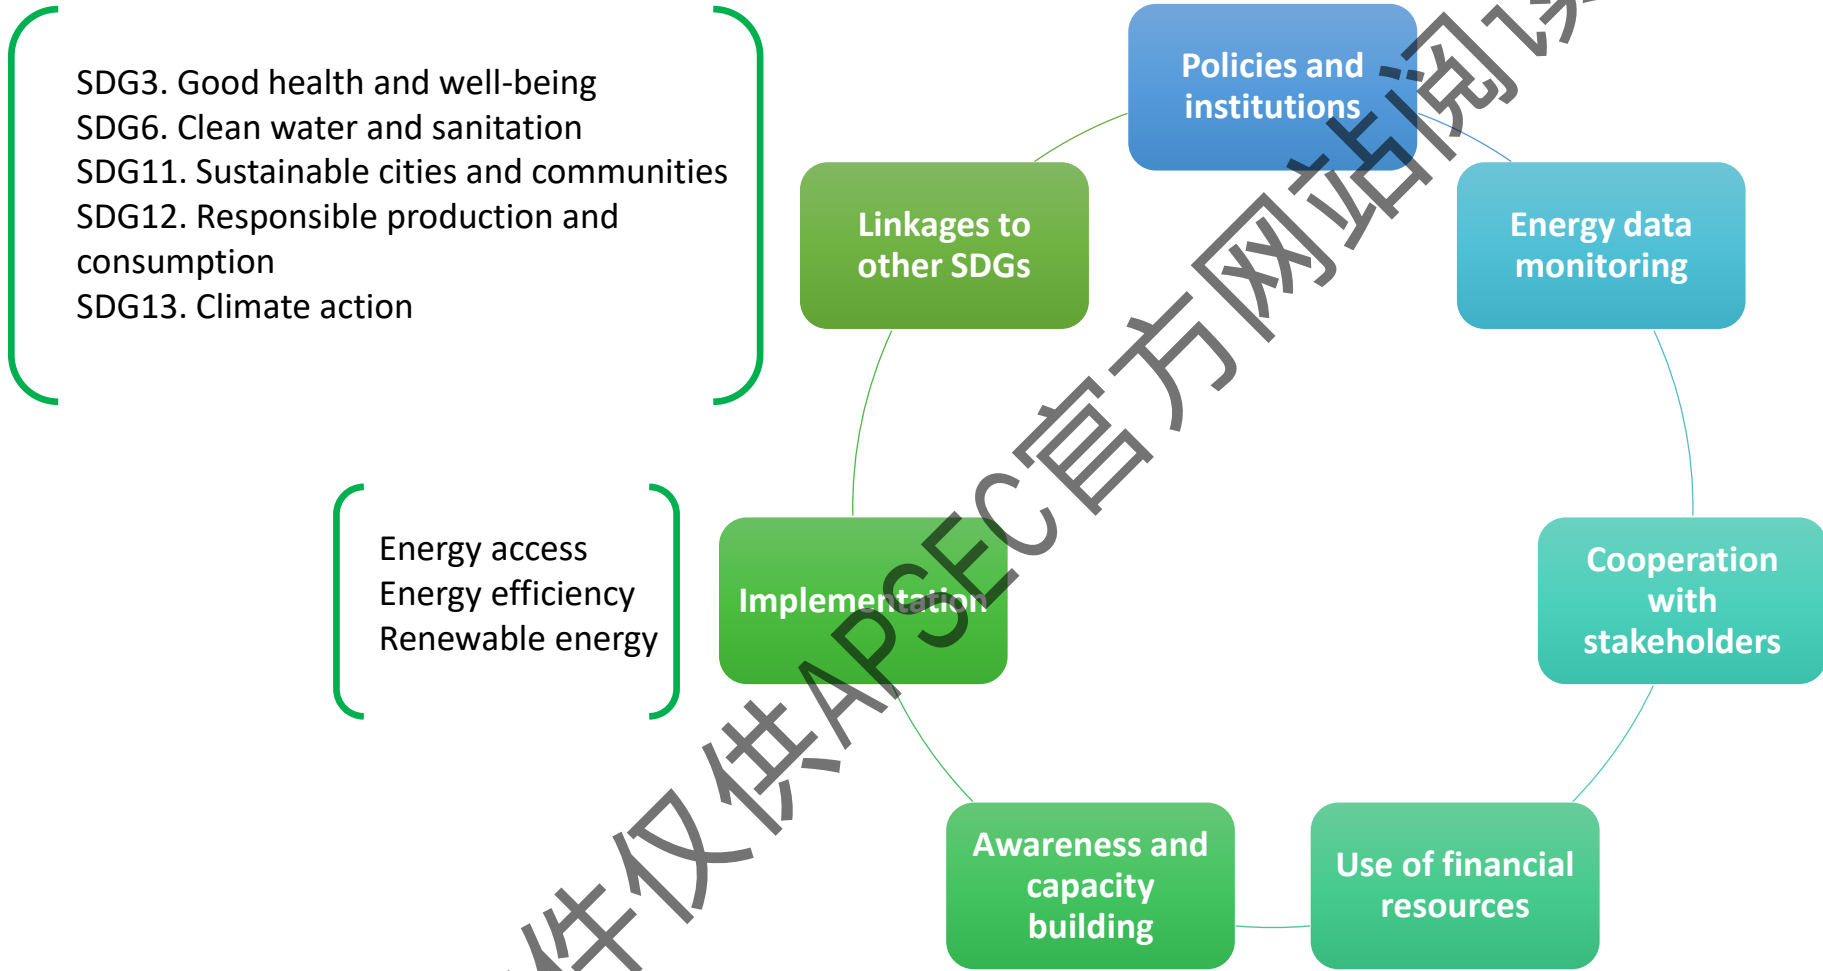 SDG3. Good health and well-being
SDG6. Clean water and sanitation
SDG11. Sustainable cities and communities
SDG12. Responsible production and
consumption
SDG13. Climate action
Energy access
Energy efficiency
Renewable energy
Policies and
institutions
Linkages to
other SDGs
Energy data
monitoring
Implementation
Cooperation
with
stakeholders
Awareness and
capacity
building
Use of financial
resources
件仅供APSEC官方网站阅